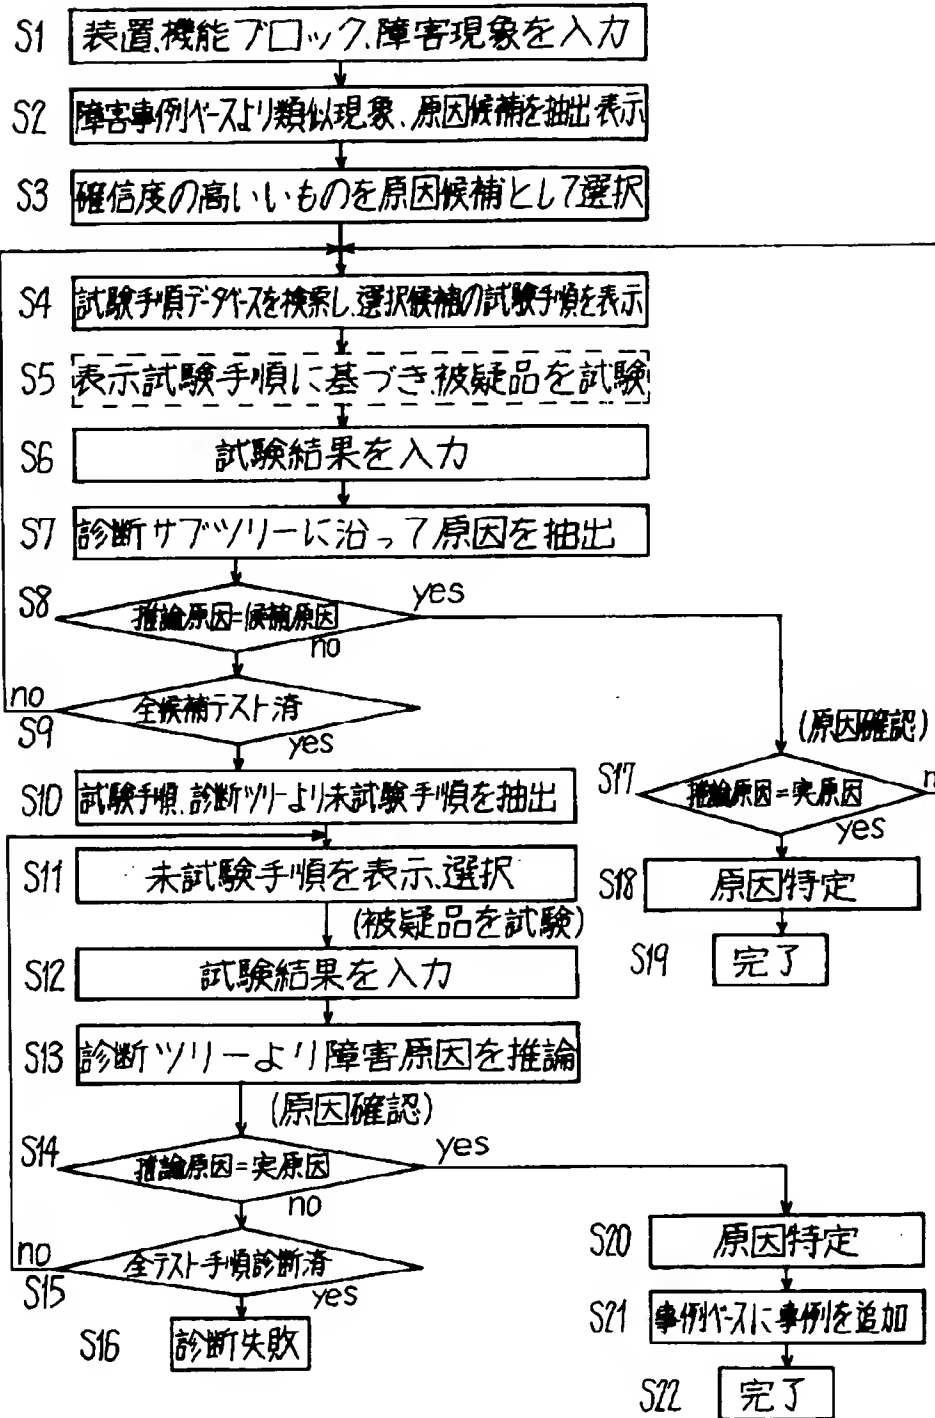 S1 装置、機能ブロック、障害現象を入力
S2 障害事例ベースより類似現象、原因候補を抽出表示
S3 確信度の高いいものを原因候補として選択
S4 試験手順データベースを検索し、選択候補の試験手順を表示
S5 表示試験手順に基づき、被疑品を試験
S6 試験結果を入力
S7 診断サブツリーに沿って原因を抽出
S8 推論原因=候補原因
yes
no
S9 全候補テスト済
no
yes
(原因確認)
S17 推論原因=実原因
n
yes
S18 原因特定
S19 完了
S10 試験手順、診断ツリーより未試験手順を抽出
S11 未試験手順を表示、選択
(被疑品を試験)
S12 試験結果を入力
S13 診断ツリーより障害原因を推論
(原因確認)
S14 推論原因=実原因
yes
no
S15 全テスト手順診断済
no
yes
S16 診断失敗
S20 原因特定
S21 事例ベースに事例を追加
S22 完了